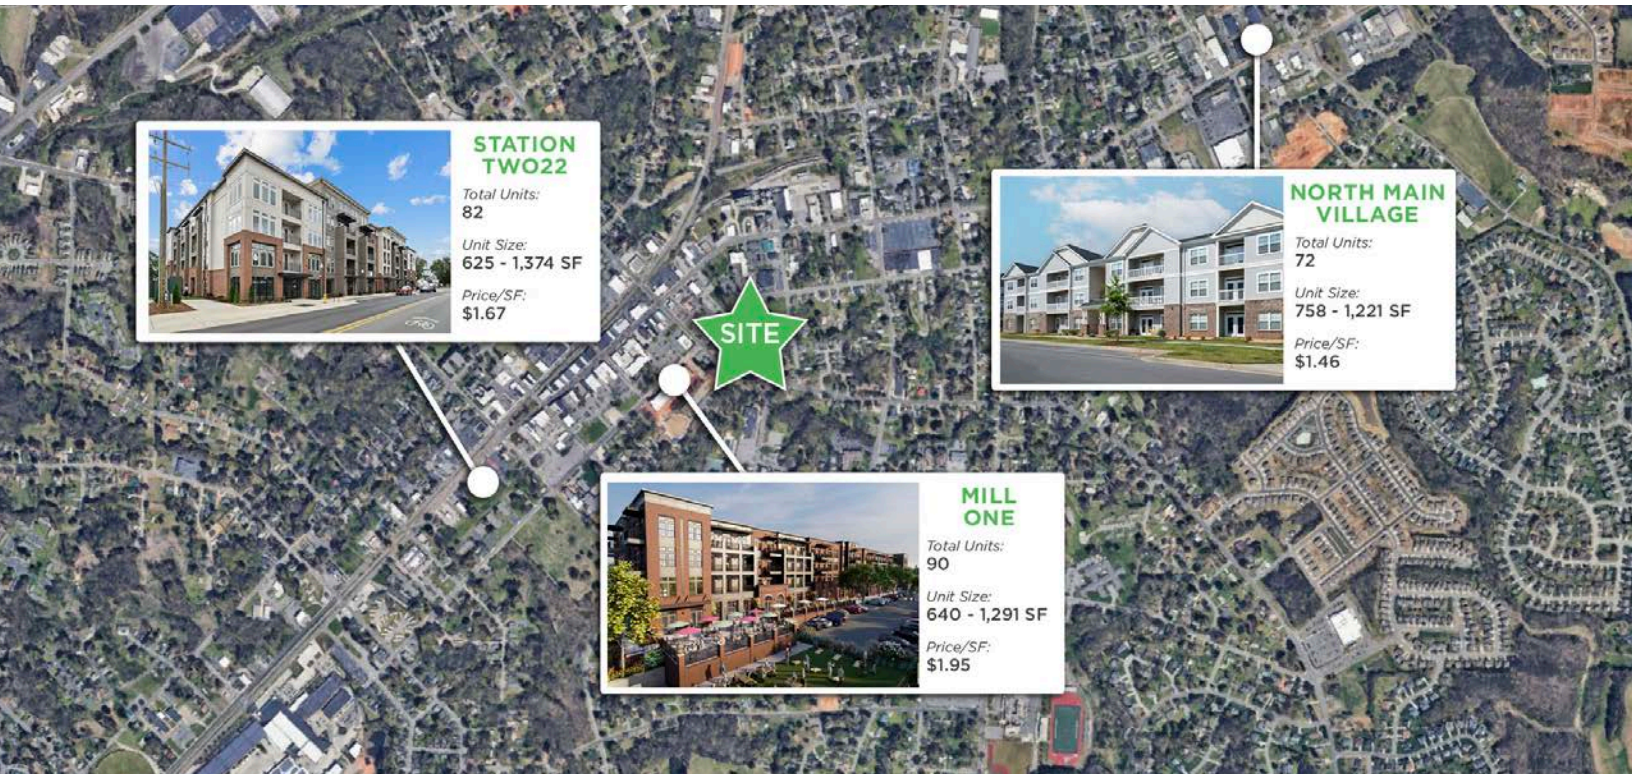 STATION
TWO22
Total Units:
82
Unit Size:
625 - 1,374 SF
Price/SF:
$1.67
SITE
NORTH MAIN
VILLAGE
Total Units:
72
Unit Size:
758 - 1,221 SF
Price/SF:
$1.46
MILL
ONE
Total Units:
90
Unit Size:
640 - 1,291 SF
Price/SF:
$1.95